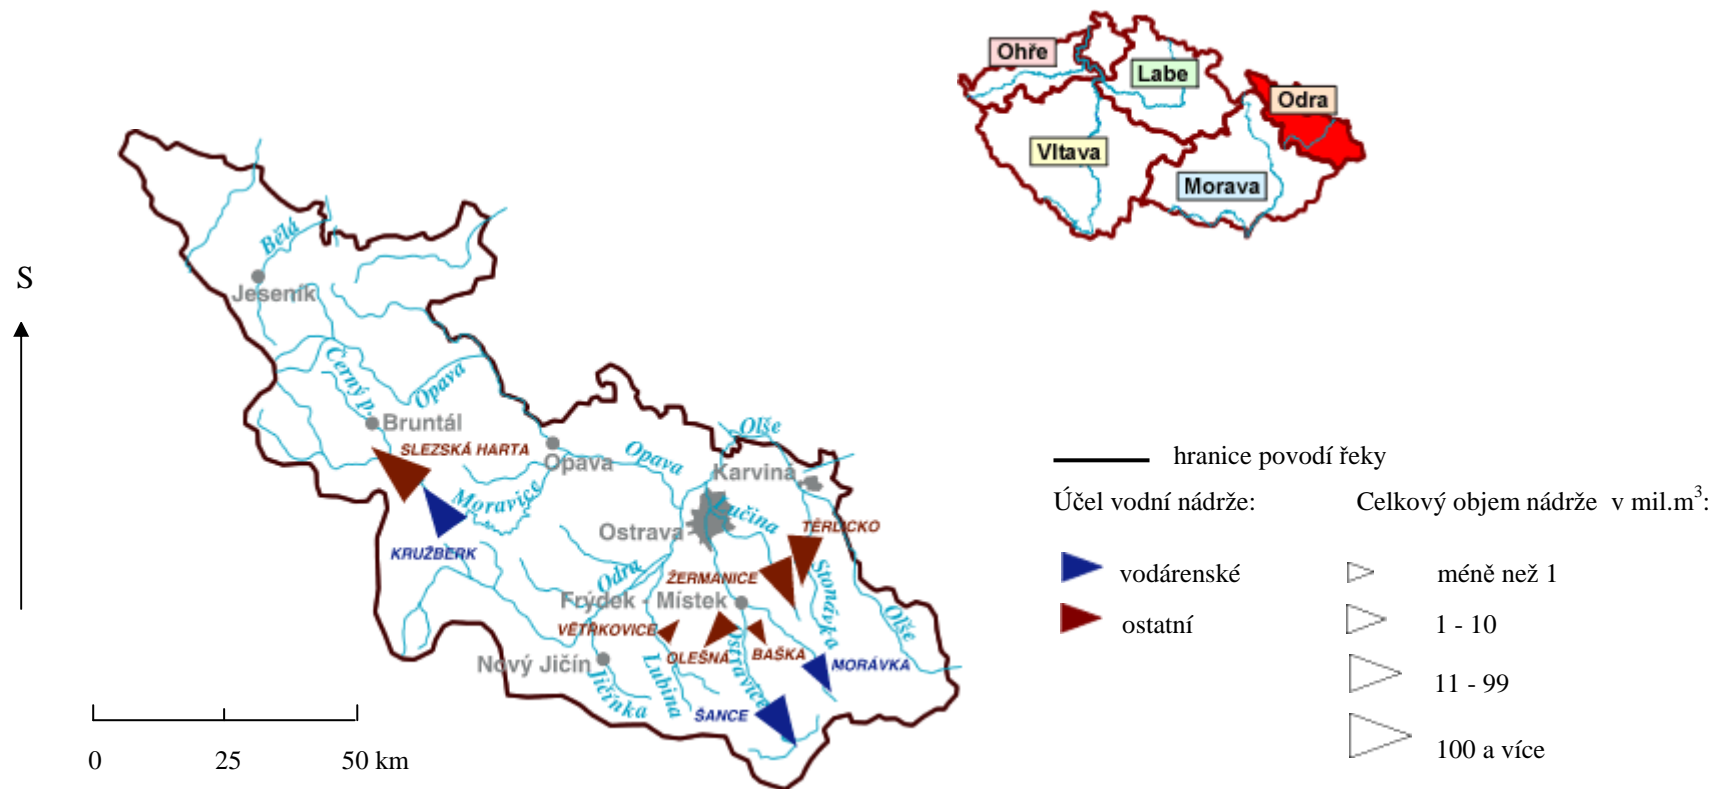 Ohře
Labe
Odra
Vltava
Morava
S
Bělá
Jeseník
Černý p.
Opava
Bruntál
SLEZSKÁ HARTA
Opava
Opava
Olše
Karviná
Moravice
Lučina
Ostrava
TĚRLICKO
KRUŽBERK
ŽERMANICE
Odra
Stonávka
Frýdek - Místek
Olše
VĚTŘKOVICE
OLEŠNÁ
BAŠKA
Ostravice
MORÁVKA
Nový Jičín
Jičínka
Lubina
ŠANCE
0 25 50 km
hranice povodí řeky
Účel vodní nádrže:
vodárenské
ostatní
Celkový objem nádrže v mil.m³:
méně než 1
1 - 10
11 - 99
100 a více